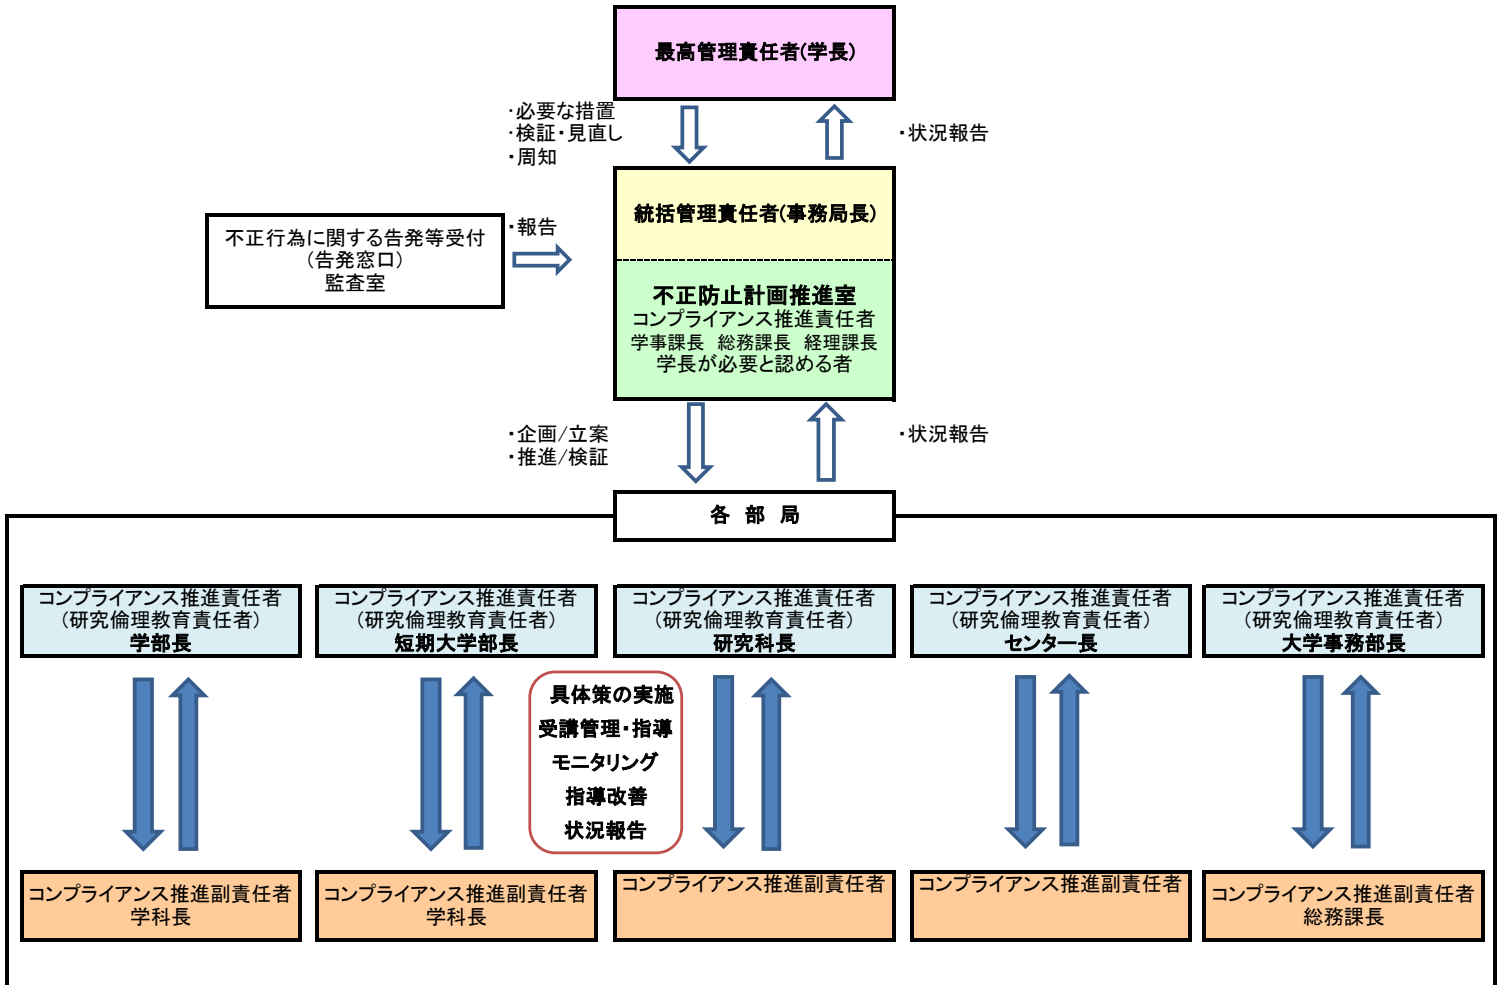 最高管理責任者(学長)
・必要な措置
・検証・見直し
・周知
・状況報告
統括管理責任者(事務局長)
不正行為に関する告発等受付
(告発窓口)
監査室
・報告
不正防止計画推進室
コンプライアンス推進責任者
学事課長 総務課長 経理課長
学長が必要と認める者
・企画/立案
・推進/検証
・状況報告
各 部 局
コンプライアンス推進責任者
(研究倫理教育責任者)
学部長
コンプライアンス推進責任者
(研究倫理教育責任者)
短期大学部長
コンプライアンス推進責任者
(研究倫理教育責任者)
研究科長
コンプライアンス推進責任者
(研究倫理教育責任者)
センター長
コンプライアンス推進責任者
(研究倫理教育責任者)
大学事務部長
具体策の実施
受講管理・指導
モニタリング
指導改善
状況報告
コンプライアンス推進副責任者
学科長
コンプライアンス推進副責任者
学科長
コンプライアンス推進副責任者
コンプライアンス推進副責任者
コンプライアンス推進副責任者
総務課長